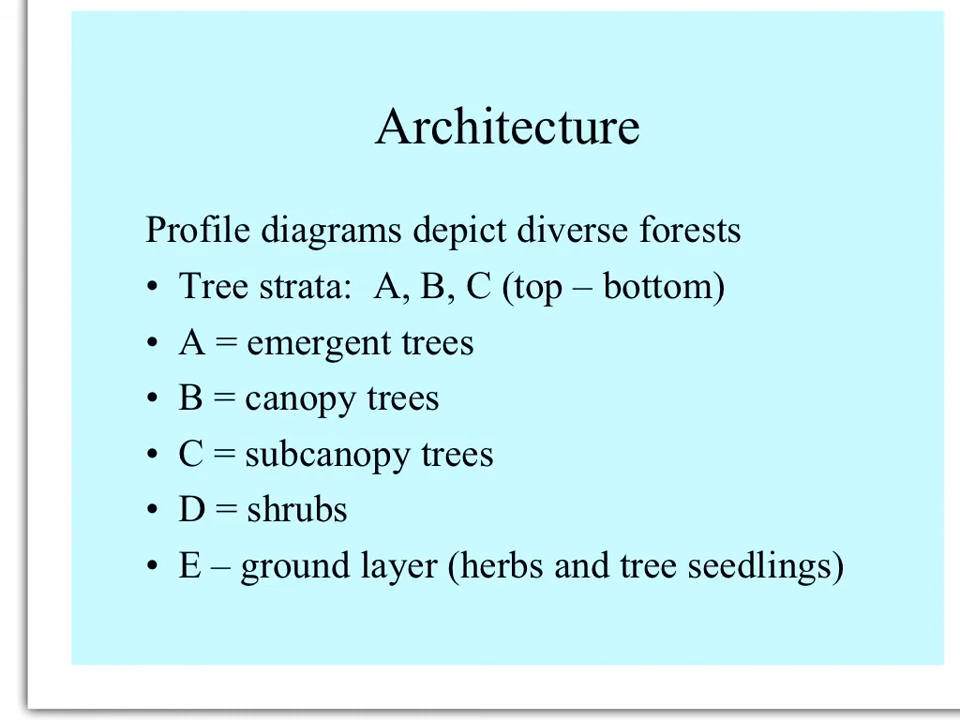 Architecture
Profile diagrams depict diverse forests
• Tree strata:  A, B, C (top – bottom)
• A = emergent trees
• B = canopy trees
• C = subcanopy trees
• D = shrubs
• E – ground layer (herbs and tree seedlings)